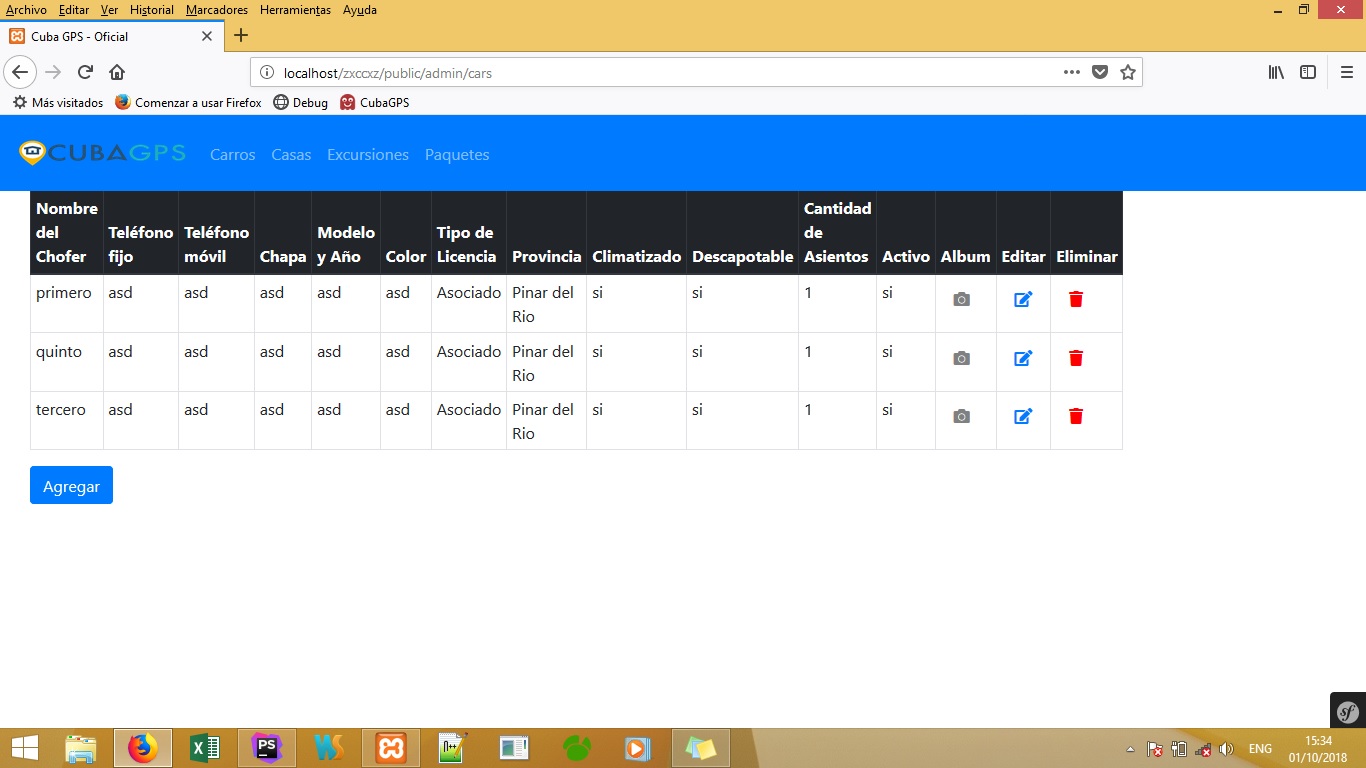 Archivo Editar Ver Historial Marcadores Herramientas Ayuda
Cuba GPS - Oficial
localhost/zxccxz/public/admin/cars
Más visitados Comenzar a usar Firefox Debug CubaGPS
CUBAGPS Carros Casas Excursiones Paquetes
Nombre del Chofer Teléfono fijo Teléfono móvil Chapa Modelo y Año Color Tipo de Licencia Provincia Climatizado Descapotable Cantidad de Asientos Activo Album Editar Eliminar
primero asd asd asd asd asd Asociado Pinar del Rio si si 1 si
quinto asd asd asd asd asd Asociado Pinar del Rio si si 1 si
tercero asd asd asd asd asd Asociado Pinar del Rio si si 1 si
Agregar
sf
PS WS N++
ENG
15:34
01/10/2018